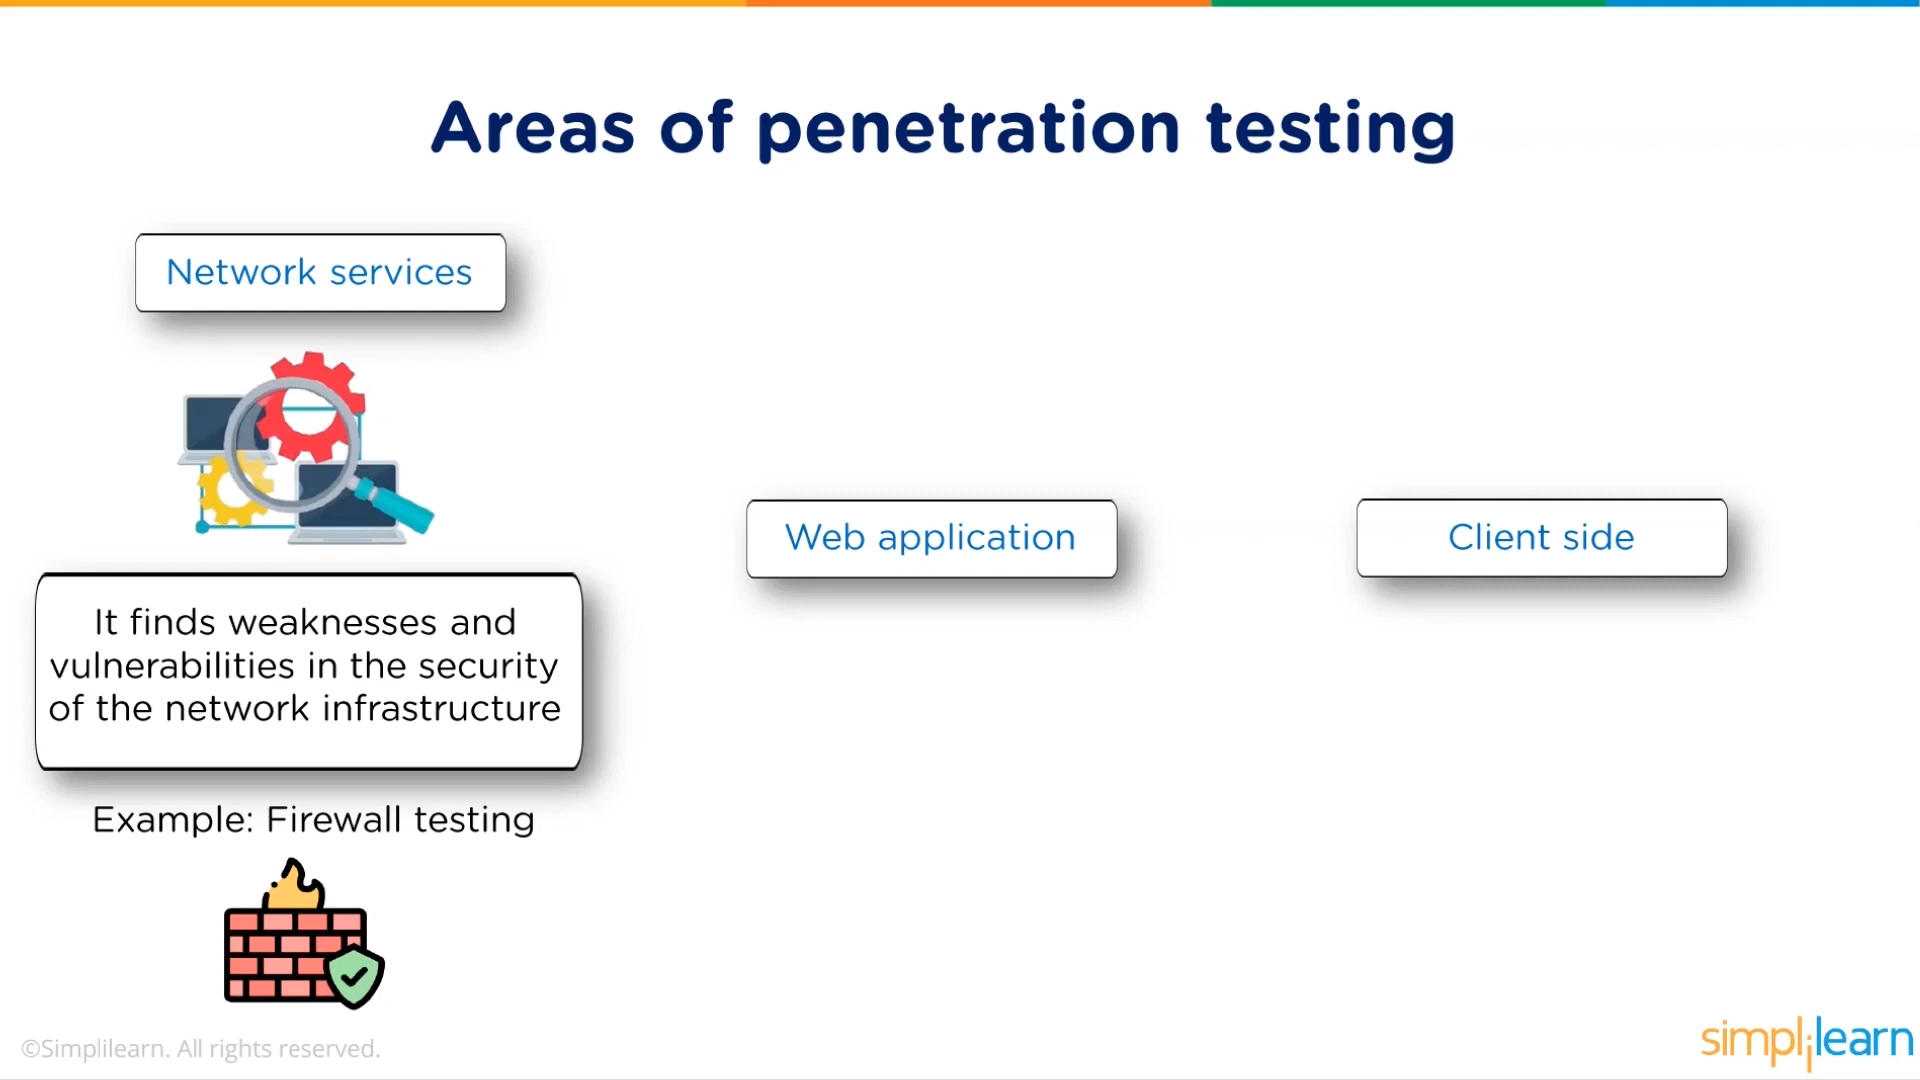 Areas of penetration testing
Network services
It finds weaknesses and
vulnerabilities in the security
of the network infrastructure
Example: Firewall testing
Web application
Client side
©Simplilearn. All rights reserved.
simplilearn